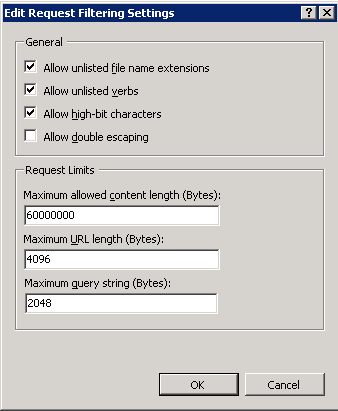 Edit Request Filtering Settings
General
Allow unlisted file name extensions
Allow unlisted verbs
Allow high-bit characters
Allow double escaping
Request Limits
Maximum allowed content length (Bytes):
60000000
Maximum URL length (Bytes):
4096
Maximum query string (Bytes):
2048
OK Cancel